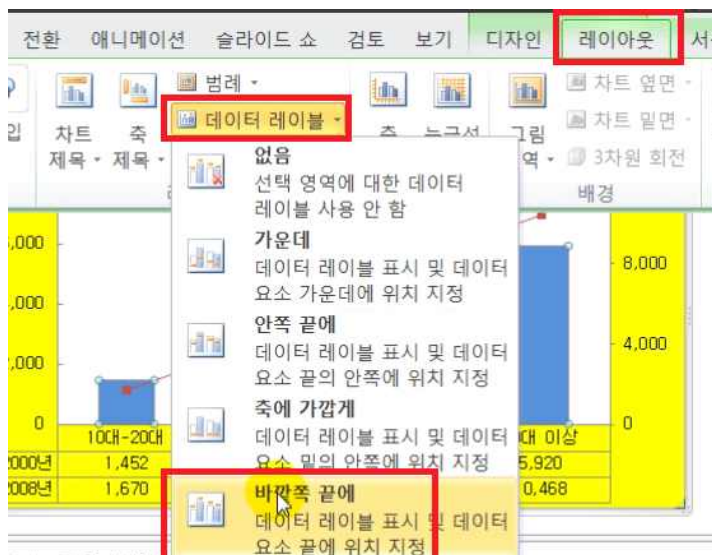 전환 애니메이션 슬라이드 쇼 검토 보기 디자인 레이아웃
범례
데이터 레이블
차트 제목
축 제목
차트 옆면
차트 밑면
3차원 회전
그림
배경
없음
선택 영역에 대한 데이터
레이블 사용 안 함
가운데
데이터 레이블 표시 및 데이터
요소 가운데에 위치 지정
안쪽 끝에
데이터 레이블 표시 및 데이터
요소 끝의 안쪽에 위치 지정
축에 가깝게
데이터 레이블 표시 및 데이터
요소 밑의 안쪽에 위치 지정
바깥쪽 끝에
데이터 레이블 표시 및 데이터
요소 끝에 위치 지정
8,000
4,000
0
0
10대-20대
이상
1,452
5,920
1,670
0,468